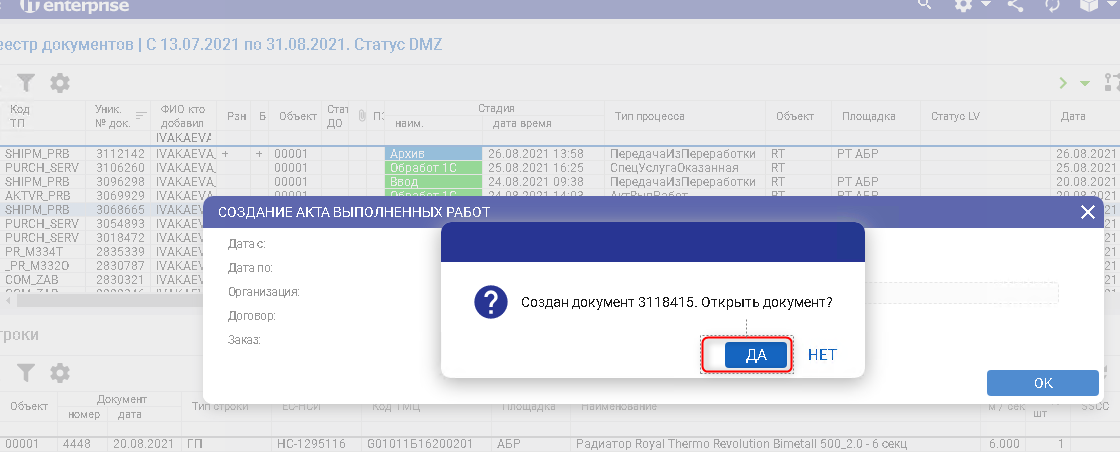 enterprise
еестр документов | С 13.07.2021 по 31.08.2021. Статус DMZ
Код ТП Уник. № док. ФИО кто добавил Рзн Б Объект Стат ДО ПЗ Стадия наим. дата время Тип процесса Объект Площадка Статус LV Дата
IVAKAEVA
SHIPM_PRB 3112142 IVAKAEVA_ + + 00001 Архив 26.08.2021 13:58 ПередачаИзПереработки RT РТ АБР 26.08.2021
PURCH_SERV 3106260 IVAKAEVA_ 00001 Обработ 1С 25.08.2021 16:25 СпецУслугаОказанная RT 25.08.2021
SHIPM_PRB 3096298 IVAKAEVA_ 00001 Ввод 24.08.2021 09:38 ПередачаИзПереработки RT РТ АБР 20.08.2021
AKTVR_PRB 3069929 IVAKAEVA_ 00001 Обработ 1С 24.08.2021 14:03 АктВыпРабот RT РТ АБР 20.08.2021
SHIPM_PRB 3068665 IVAKAEV
PURCH_SERV 3054893 IVAKAEV
PURCH_SERV 3018472 IVAKAEV
PR_M334T 2835339 IVAKAEV
_PR_M332O 2830787 IVAKAEV
COM_ZAB 2830321 IVAKAEV
СОЗДАНИЕ АКТА ВЫПОЛНЕННЫХ РАБОТ
Дата с:
Дата по:
Организация:
Договор:
Заказ:
Создан документ 3118415. Открыть документ?
ДА НЕТ
OK
троки
Объект Документ номер дата Тип строки ЕС-НСИ Код ТМЦ Площадка Наименование м / сек шт SSCC
00001 4448 20.08.2021 ГП НС-1295116 G01011Б16200201 АБР Радиатор Royal Thermo Revolution Bimetall 500_2.0 - 6 секц 6.000 1